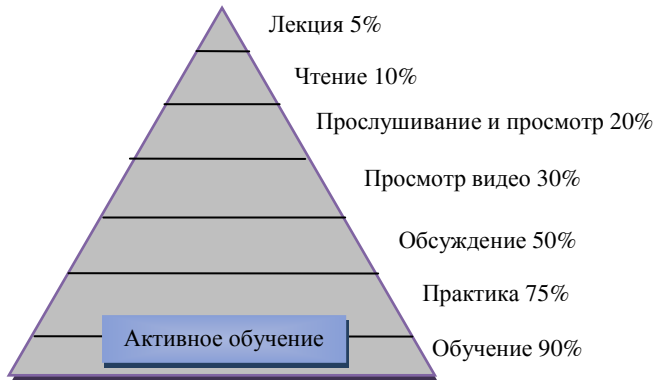 Лекция 5%
Чтение 10%
Прослушивание и просмотр 20%
Просмотр видео 30%
Обсуждение 50%
Практика 75%
Активное обучение
Обучение 90%